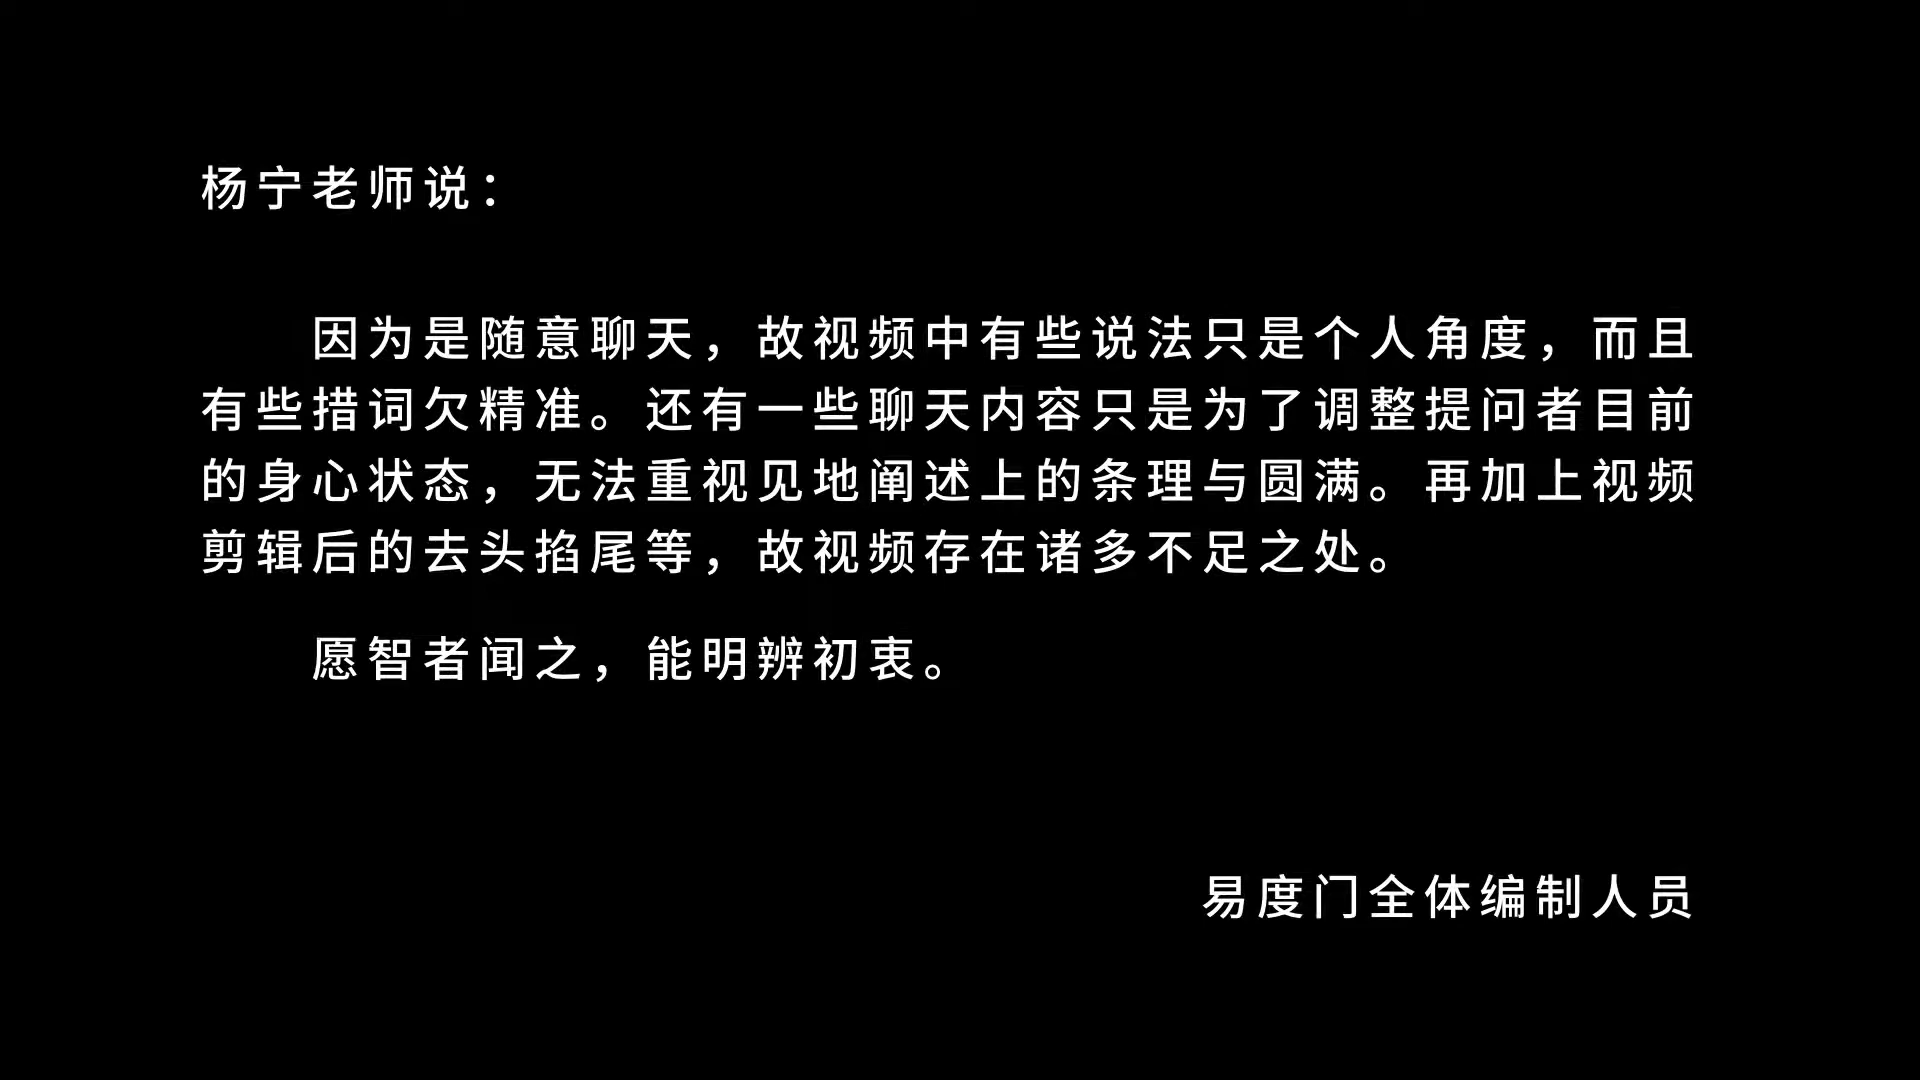 杨宁老师说：
因为是随意聊天，故视频中有些说法只是个人角度，而且
有些措词欠精准。还有一些聊天内容只是为了调整提问者目前
的身心状态，无法重视见地阐述上的条理与圆满。再加上视频
剪辑后的去头掐尾等，故视频存在诸多不足之处。
愿智者闻之，能明辨初衷。
易度门全体编制人员